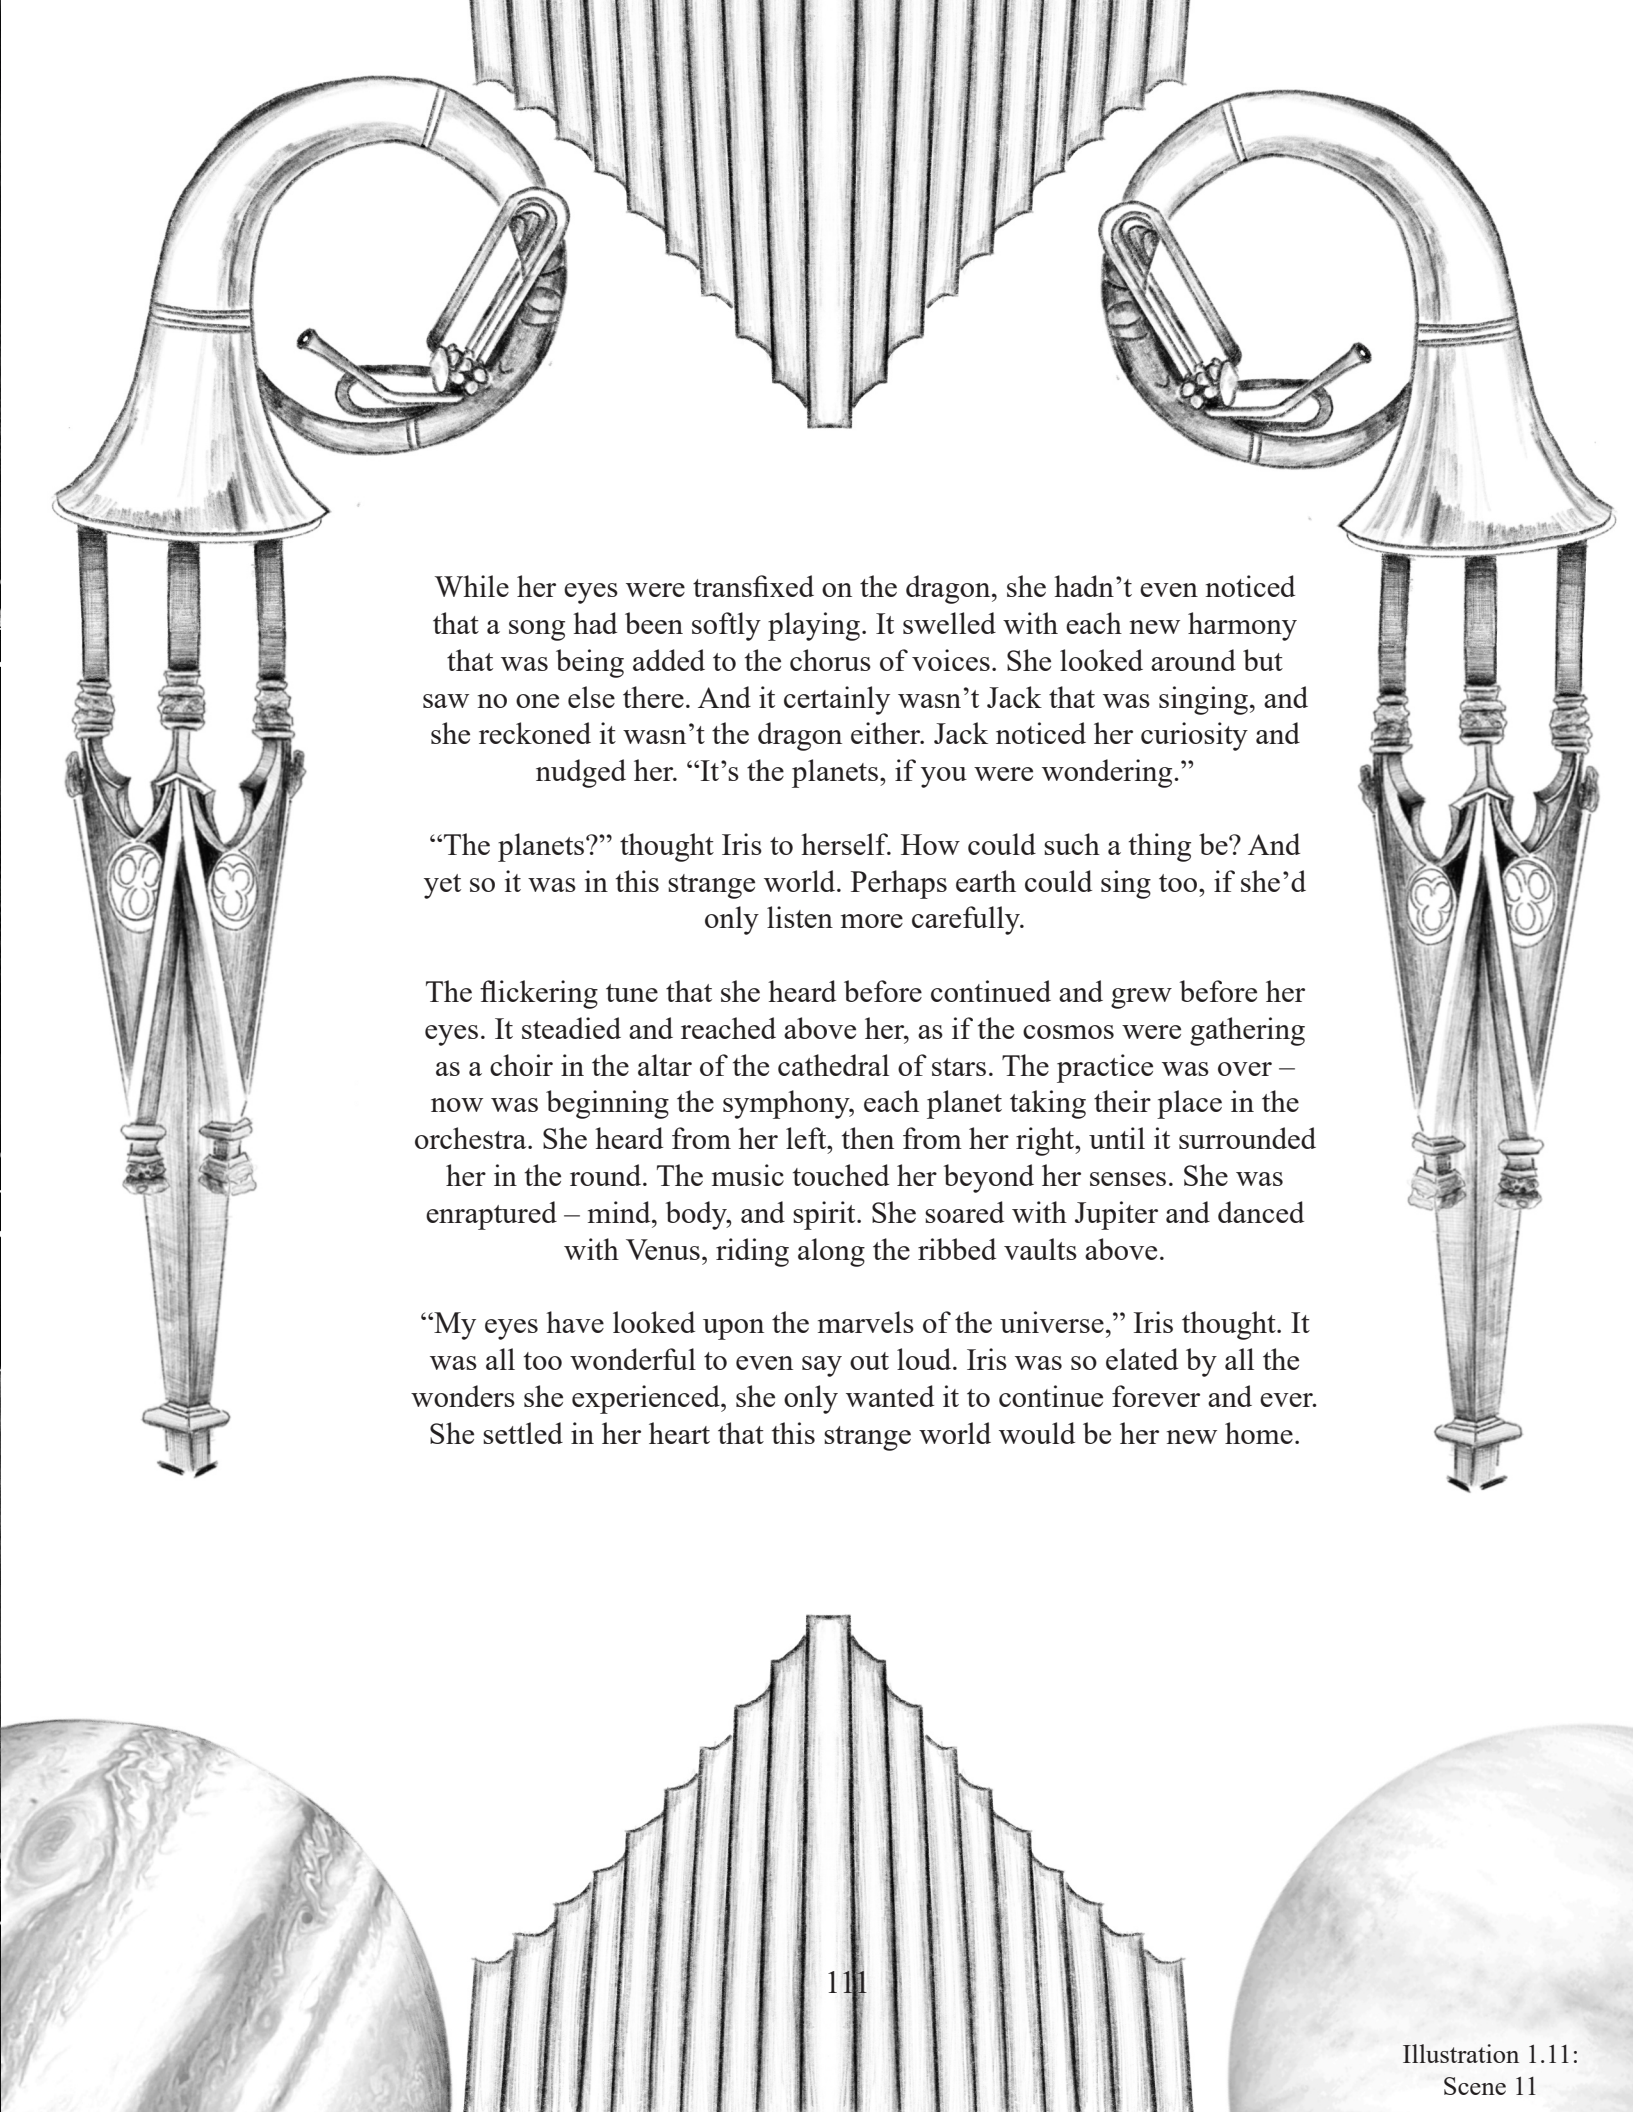 While her eyes were transfixed on the dragon, she hadn’t even noticed
that a song had been softly playing. It swelled with each new harmony
that was being added to the chorus of voices. She looked around but
saw no one else there. And it certainly wasn’t Jack that was singing, and
she reckoned it wasn’t the dragon either. Jack noticed her curiosity and
nudged her. “It’s the planets, if you were wondering.”
“The planets?” thought Iris to herself. How could such a thing be? And
yet so it was in this strange world. Perhaps earth could sing too, if she’d
only listen more carefully.
The flickering tune that she heard before continued and grew before her
eyes. It steadied and reached above her, as if the cosmos were gathering
as a choir in the altar of the cathedral of stars. The practice was over –
now was beginning the symphony, each planet taking their place in the
orchestra. She heard from her left, then from her right, until it surrounded
her in the round. The music touched her beyond her senses. She was
enraptured – mind, body, and spirit. She soared with Jupiter and danced
with Venus, riding along the ribbed vaults above.
“My eyes have looked upon the marvels of the universe,” Iris thought. It
was all too wonderful to even say out loud. Iris was so elated by all the
wonders she experienced, she only wanted it to continue forever and ever.
She settled in her heart that this strange world would be her new home.
111
Illustration 1.11:
Scene 11